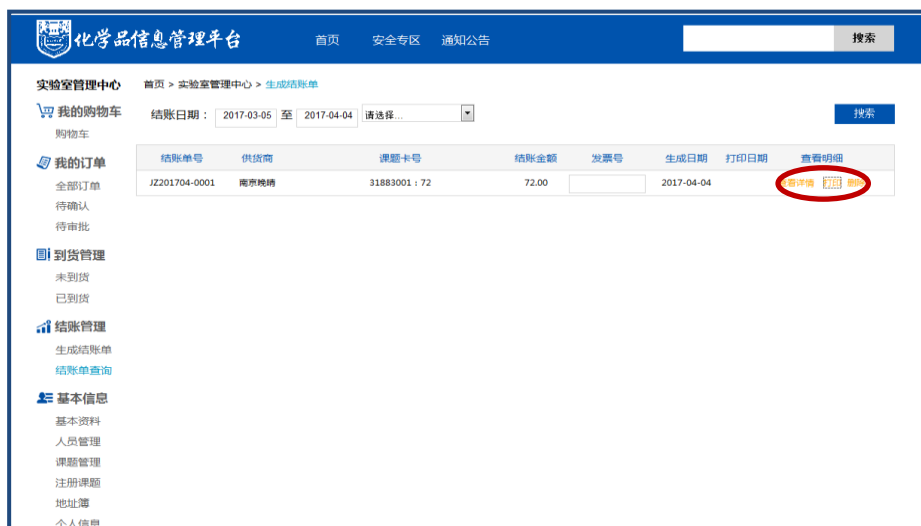 化学品信息管理平台 首页 安全专区 通知公告 搜索
实验室管理中心 首页 > 实验室管理中心 > 生成结账单
我的购物车 结账日期： 2017-03-05 至 2017-04-04 请选择... 搜索
购物车
结账单号 供货商 课题卡号 结账金额 发票号 生成日期 打印日期 查看明细
我的订单
JZ201704-0001 南京晚晴 31883001：72 72.00 2017-04-04 查看详情 打印 删除
全部订单
待确认
待审批
到货管理
未到货
已到货
结账管理
生成结账单
结账单查询
基本信息
基本资料
人员管理
课题管理
注册课题
地址簿
个人信息